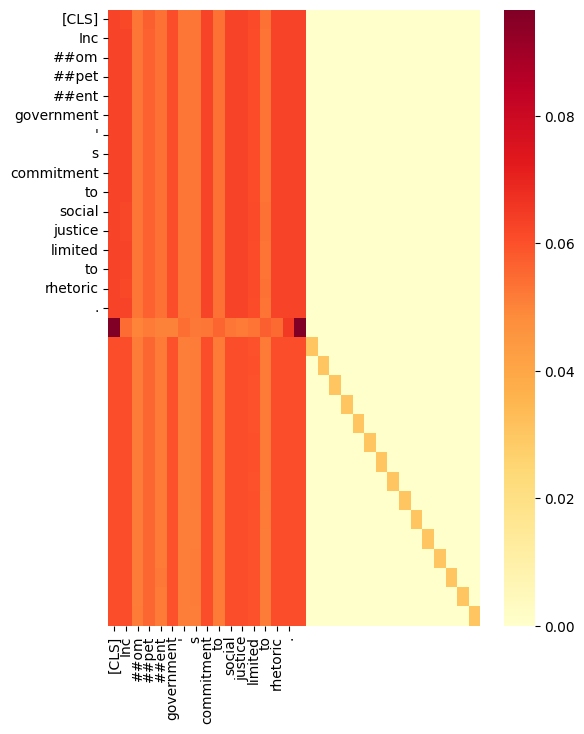 [CLS]
Inc
##om
##pet
##ent
government
'
s
commitment
to
social
justice
limited
to
rhetoric
.
0.08
0.06
0.04
0.02
0.00
[CLS]
Inc
##om
##pet
##ent
government
'
s
commitment
to
social
justice
limited
to
rhetoric
.